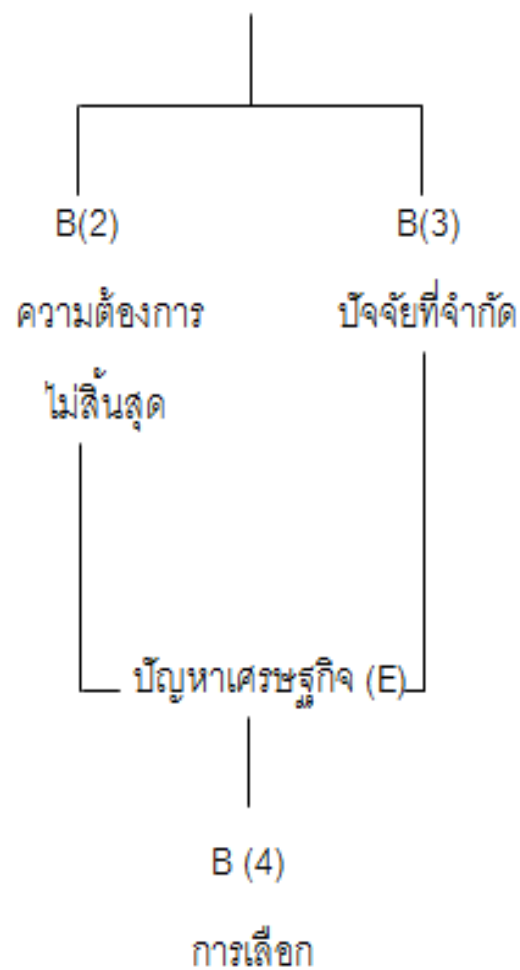 B(2)
B(3)
ความต้องการ
ปัจจัยที่จำกัด
ไม่สิ้นสุด
ปัญหาเศรษฐกิจ (E)
B (4)
การเลือก